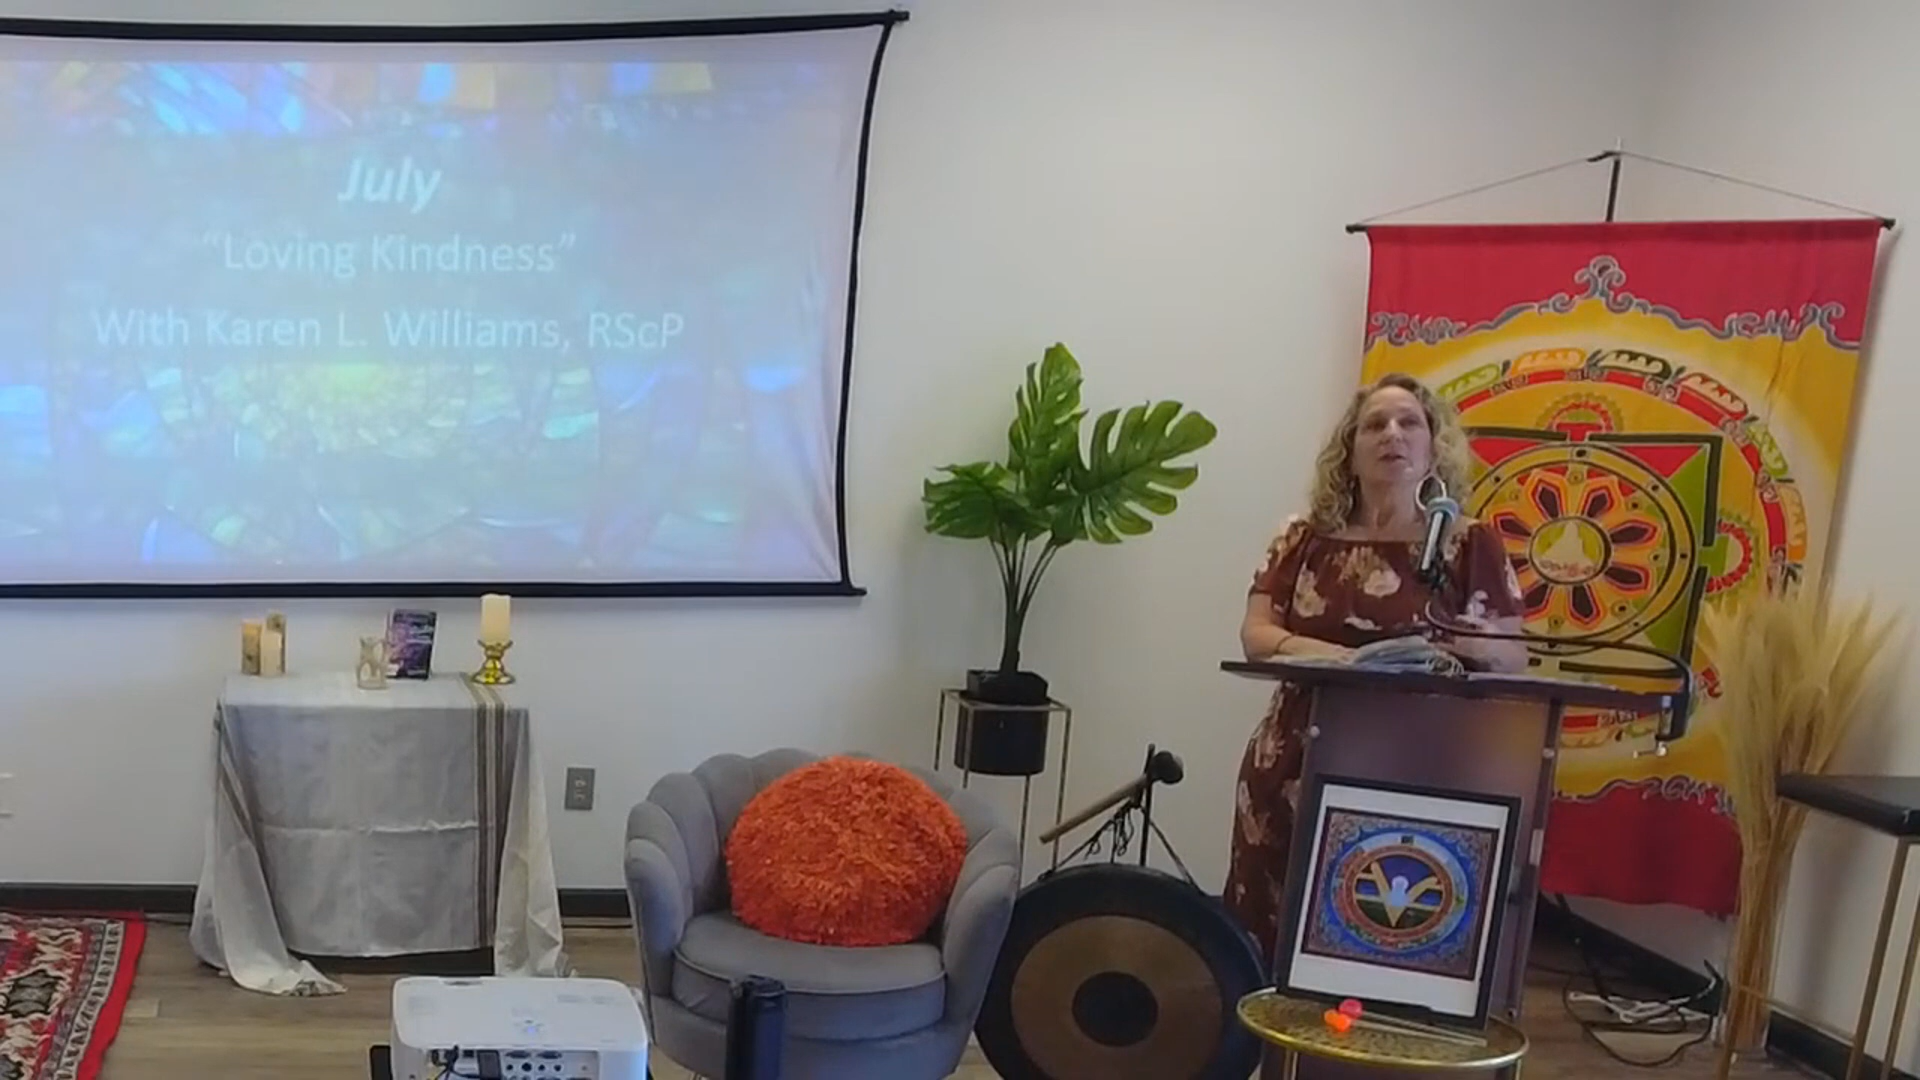 July
“Loving Kindness”
With Karen L. Williams, RScP